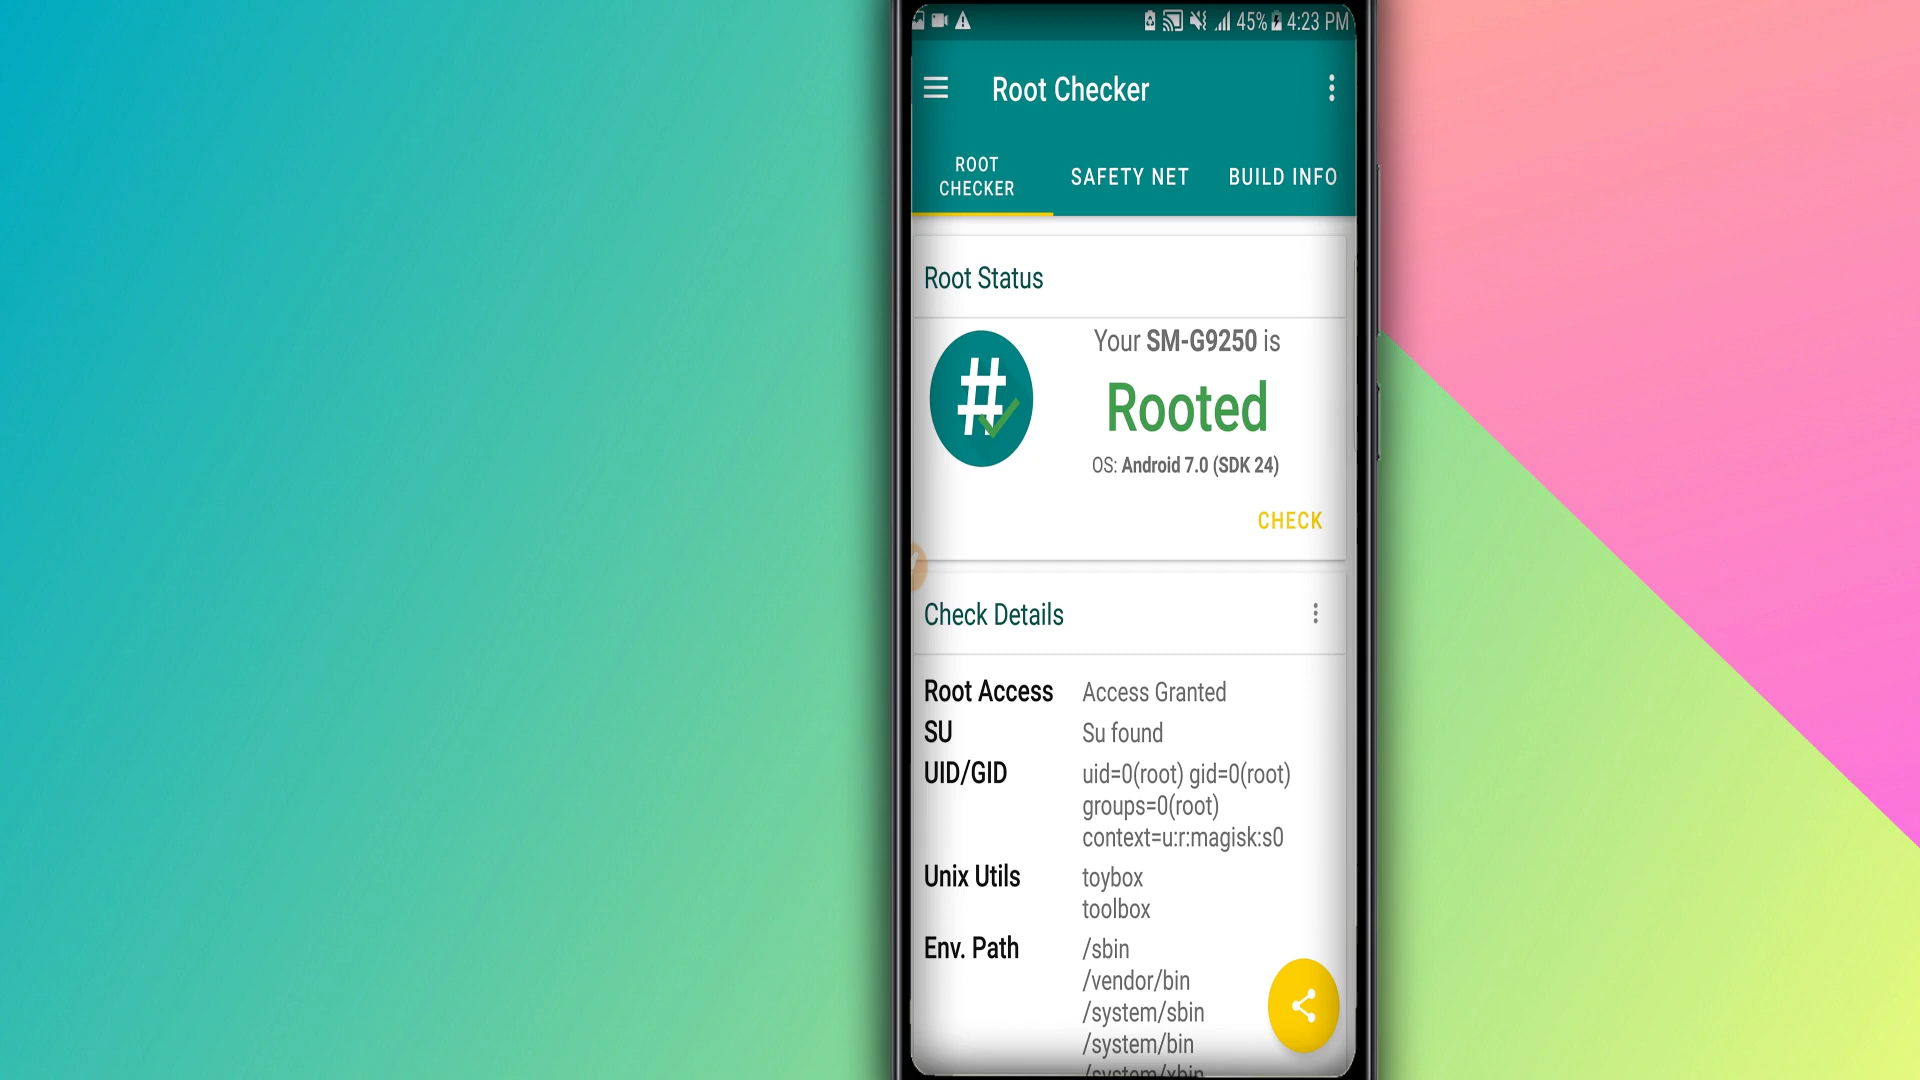 45% 4:23 PM
Root Checker
ROOT
CHECKER
SAFETY NET
BUILD INFO
Root Status
Your SM-G9250 is
Rooted
OS: Android 7.0 (SDK 24)
CHECK
Check Details
Root Access Access Granted
SU Su found
UID/GID uid=0(root) gid=0(root)
groups=0(root)
context=u:r:magisk:s0
Unix Utils toybox
toolbox
Env. Path /sbin
/vendor/bin
/system/sbin
/system/bin
/system/xbin